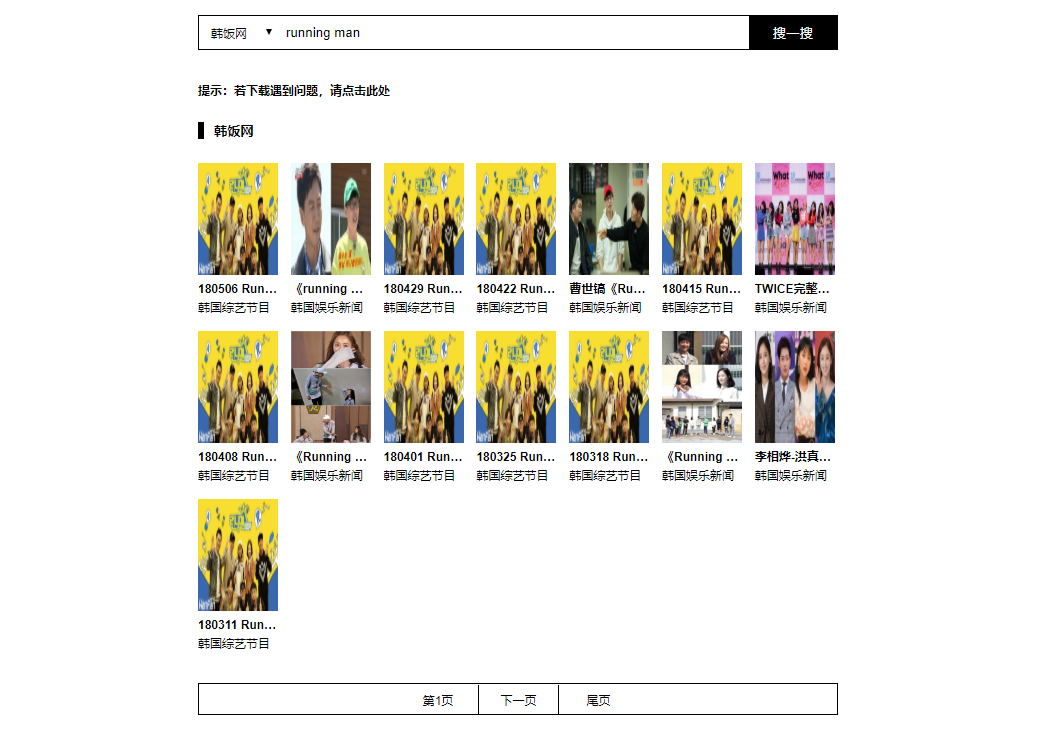 韩饭网 ▼ running man 搜一搜
提示：若下载遇到问题，请点击此处
韩饭网
180506 Run… 《running … 180429 Run… 180422 Run… 曹世镐《Ru… 180415 Run… TWICE完整…
韩国综艺节目 韩国娱乐新闻 韩国综艺节目 韩国综艺节目 韩国娱乐新闻 韩国综艺节目 韩国娱乐新闻
180408 Run… 《Running … 180401 Run… 180325 Run… 180318 Run… 《Running … 李相烨-洪真…
韩国综艺节目 韩国娱乐新闻 韩国综艺节目 韩国综艺节目 韩国综艺节目 韩国娱乐新闻 韩国娱乐新闻
180311 Run…
韩国综艺节目
第1页 下一页 尾页